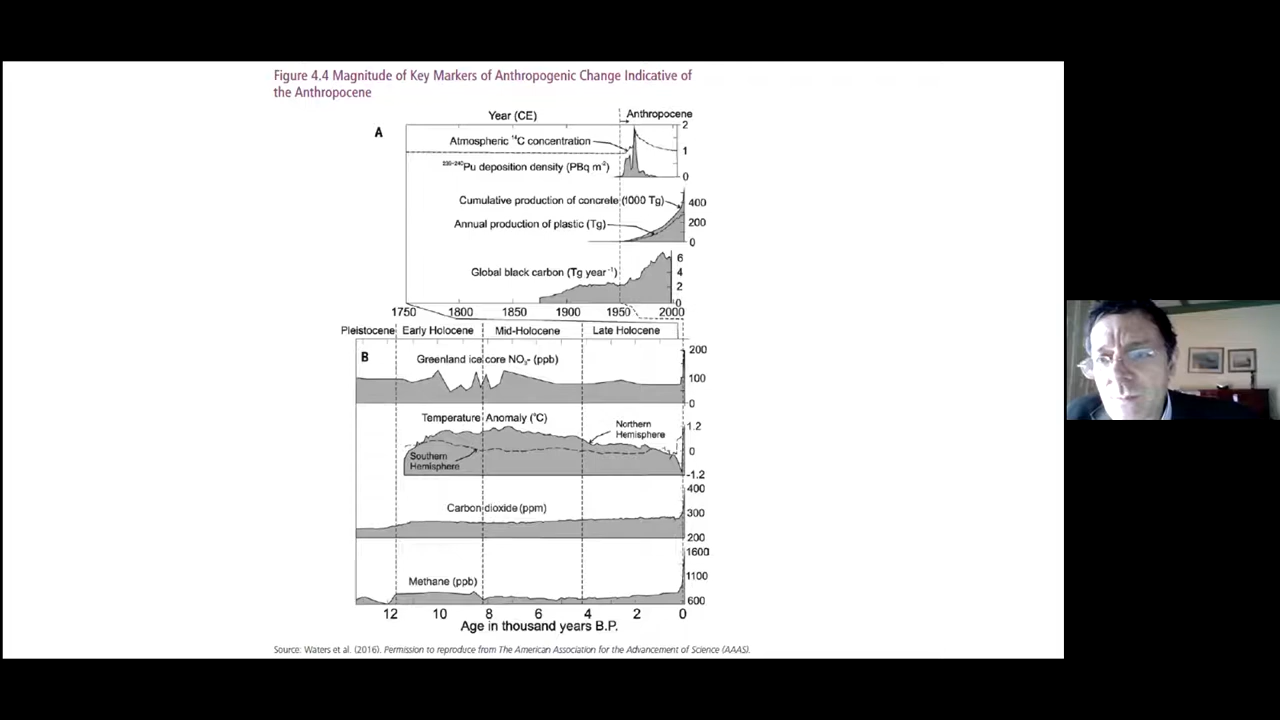 Figure 4.4 Magnitude of Key Markers of Anthropogenic Change Indicative of
the Anthropocene
Year (CE)
Anthropocene
A
2
Atmospheric ¹⁴C concentration
1
²³⁹⁻²⁴⁰Pu deposition density (PBq m⁻²)
0
Cumulative production of concrete (1000 Tg)
400
Annual production of plastic (Tg)
200
0
6
Global black carbon (Tg year⁻¹)
4
2
0
1750 1800 1850 1900 1950 2000
Pleistocene Early Holocene Mid-Holocene Late Holocene
B
Greenland ice core NO₃- (ppb)
200
100
0
Temperature Anomaly (°C)
Northern
Hemisphere
1.2
0
Southern
Hemisphere
-1.2
400
Carbon dioxide (ppm)
300
200
1600
Methane (ppb)
1100
600
12 10 8 6 4 2 0
Age in thousand years B.P.
Source: Waters et al. (2016). Permission to reproduce from The American Association for the Advancement of Science (AAAS).